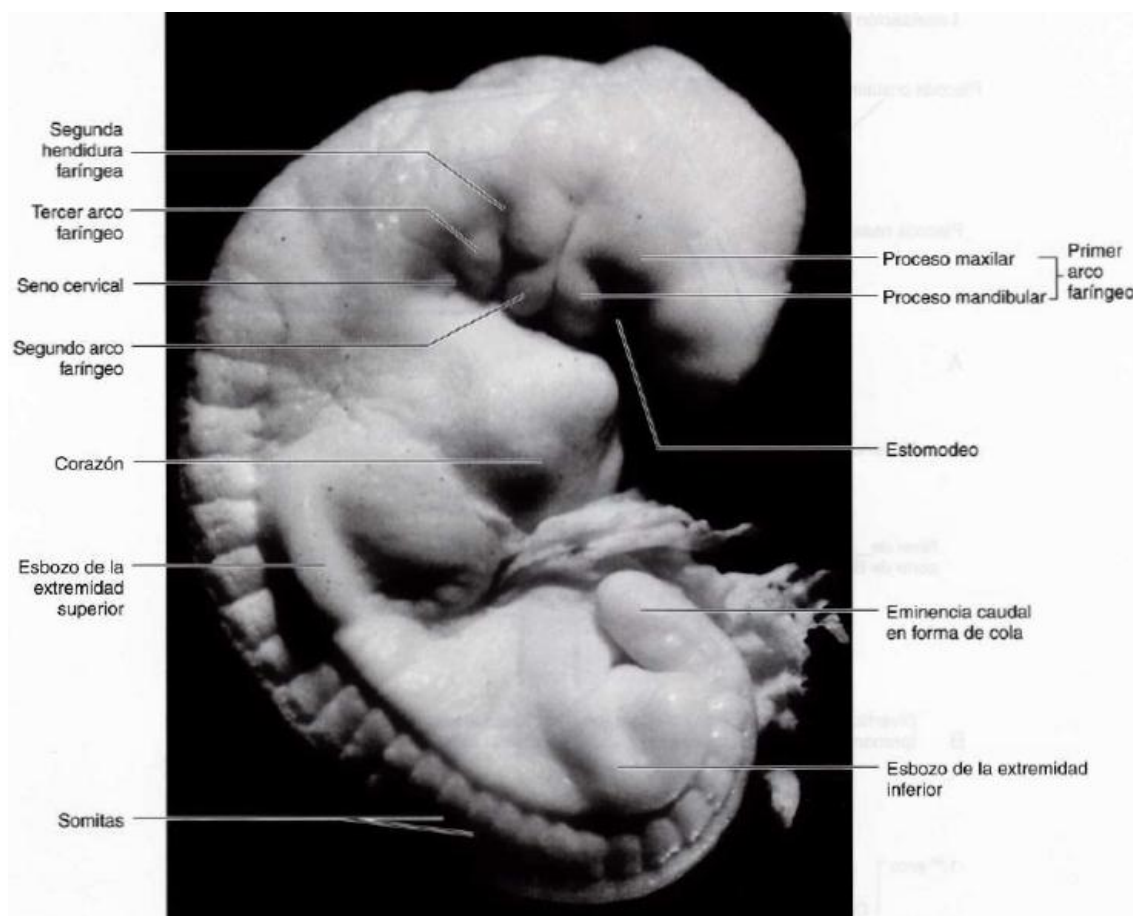 Segunda
hendidura
faríngea
Tercer arco
faríngeo
Seno cervical
Segundo arco
faríngeo
Corazón
Esbozo de la
extremidad
superior
Somitas
Proceso maxilar
Proceso mandibular
Primer
arco
faríngeo
Estomodeo
Eminencia caudal
en forma de cola
Esbozo de la extremidad
inferior